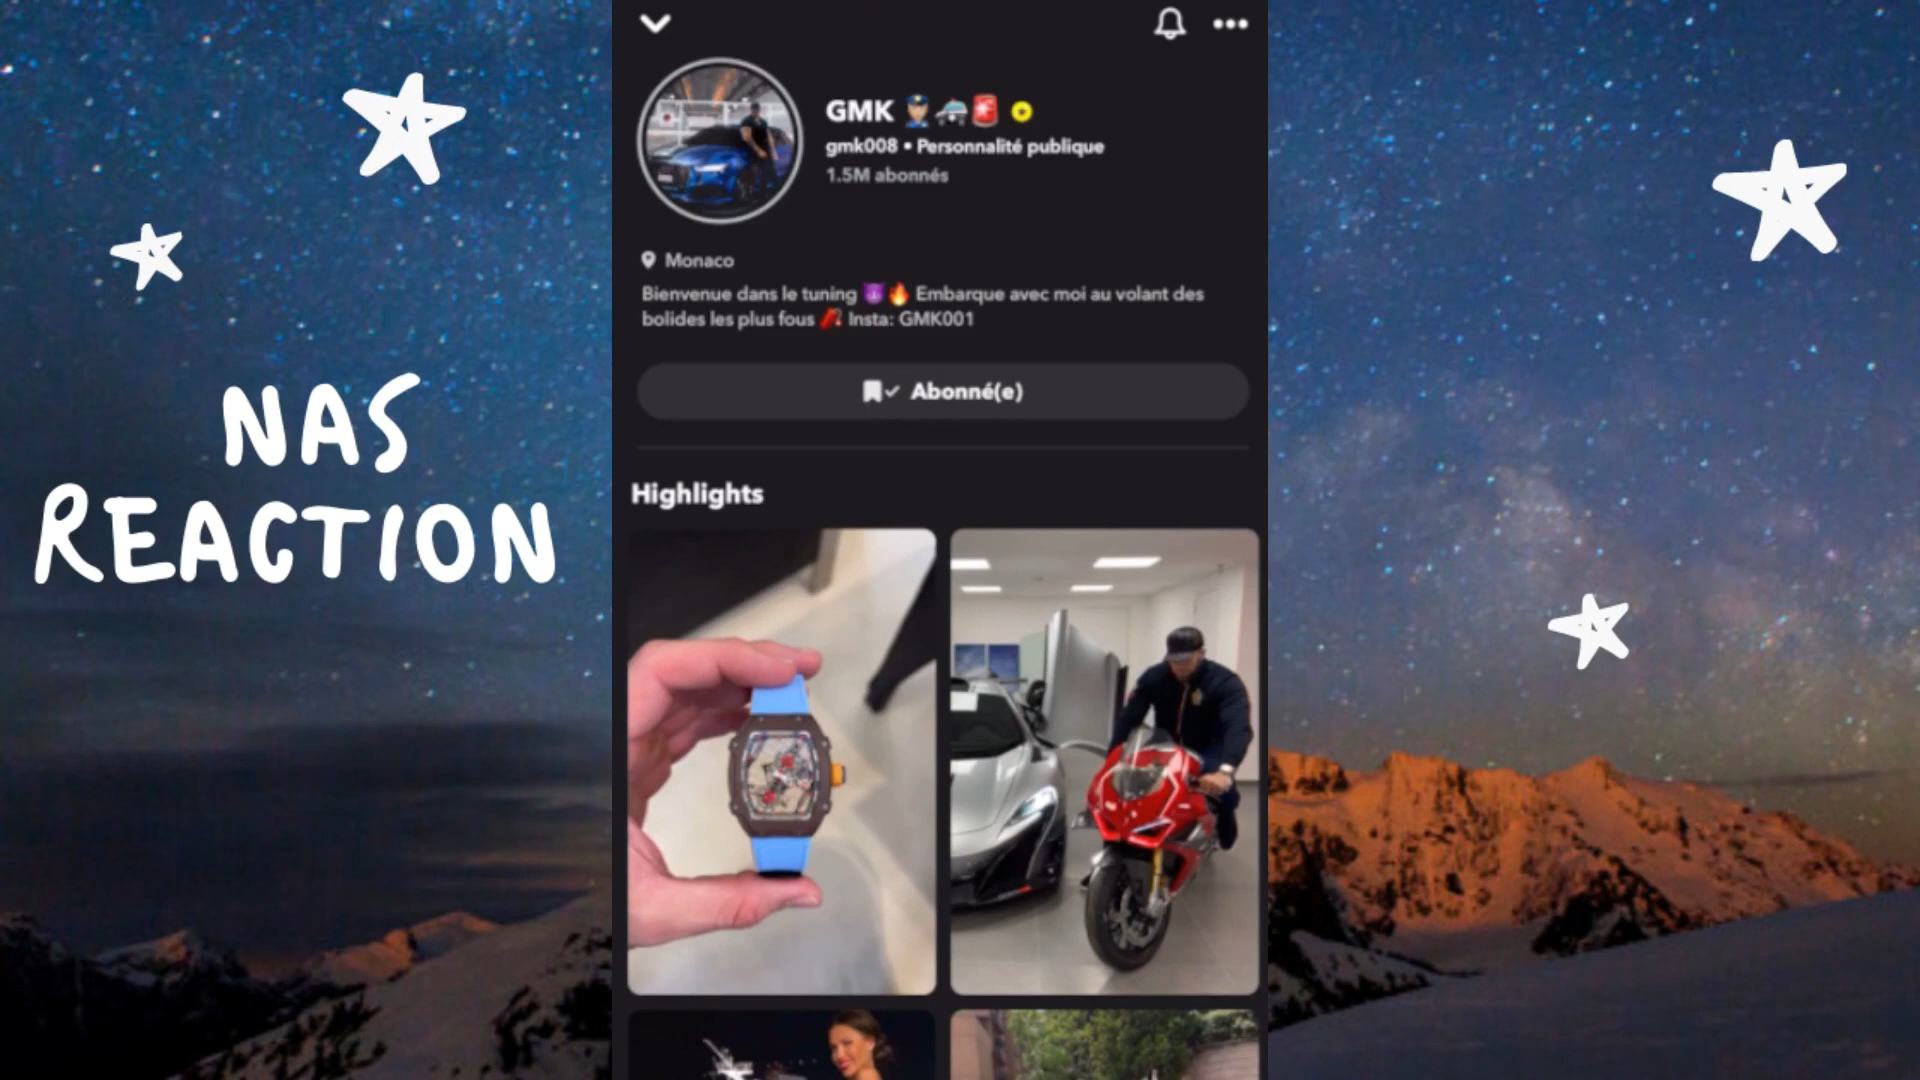 NAS
REACTION
GMK 👮🏼🚓🚨
gmk008 • Personnalité publique
1.5M abonnés
Monaco
Bienvenue dans le tuning 😈🔥 Embarque avec moi au volant des
bolides les plus fous 🧨 Insta: GMK001
Abonné(e)
Highlights